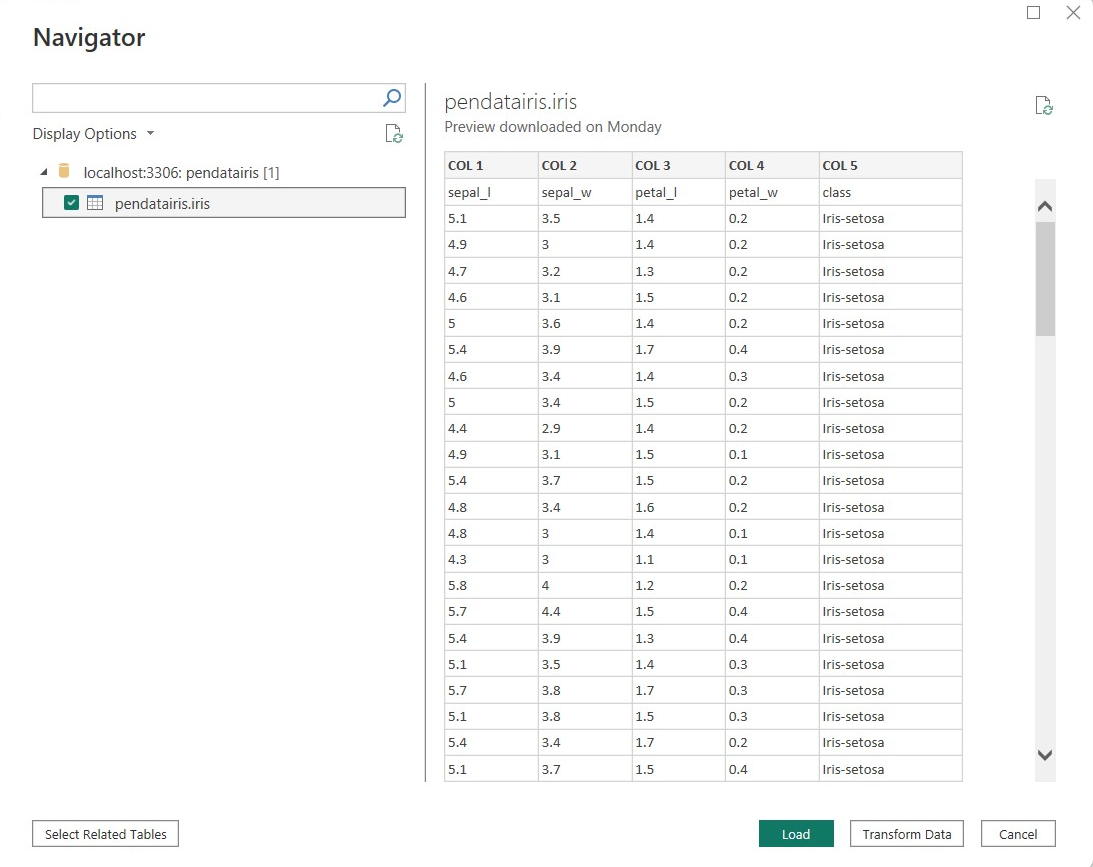 Navigator
Display Options
localhost:3306: pendatairis [1]
pendatairis.iris
pendatairis.iris
Preview downloaded on Monday
COL 1 COL 2 COL 3 COL 4 COL 5
sepal_l sepal_w petal_l petal_w class
5.1 3.5 1.4 0.2 Iris-setosa
4.9 3 1.4 0.2 Iris-setosa
4.7 3.2 1.3 0.2 Iris-setosa
4.6 3.1 1.5 0.2 Iris-setosa
5 3.6 1.4 0.2 Iris-setosa
5.4 3.9 1.7 0.4 Iris-setosa
4.6 3.4 1.4 0.3 Iris-setosa
5 3.4 1.5 0.2 Iris-setosa
4.4 2.9 1.4 0.2 Iris-setosa
4.9 3.1 1.5 0.1 Iris-setosa
5.4 3.7 1.5 0.2 Iris-setosa
4.8 3.4 1.6 0.2 Iris-setosa
4.8 3 1.4 0.1 Iris-setosa
4.3 3 1.1 0.1 Iris-setosa
5.8 4 1.2 0.2 Iris-setosa
5.7 4.4 1.5 0.4 Iris-setosa
5.4 3.9 1.3 0.4 Iris-setosa
5.1 3.5 1.4 0.3 Iris-setosa
5.7 3.8 1.7 0.3 Iris-setosa
5.1 3.8 1.5 0.3 Iris-setosa
5.4 3.4 1.7 0.2 Iris-setosa
5.1 3.7 1.5 0.4 Iris-setosa
Select Related Tables Load Transform Data Cancel